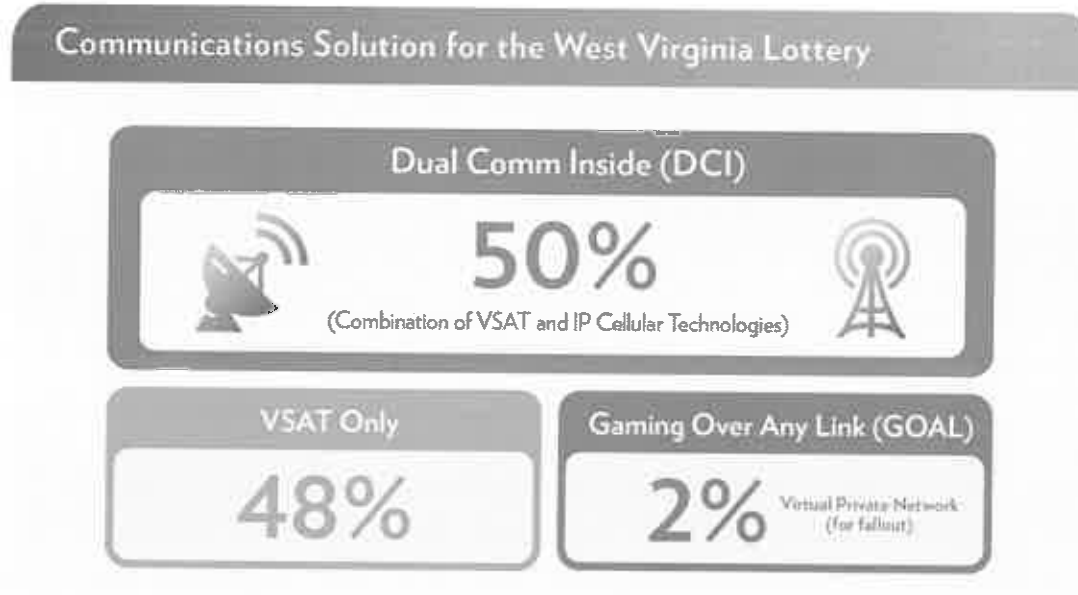 Communications Solution for the West Virginia Lottery
Dual Comm Inside (DCI)
50%
(Combination of VSAT and IP Cellular Technologies)
VSAT Only
48%
Gaming Over Any Link (GOAL)
2%
Virtual Private Network
(for fallout)